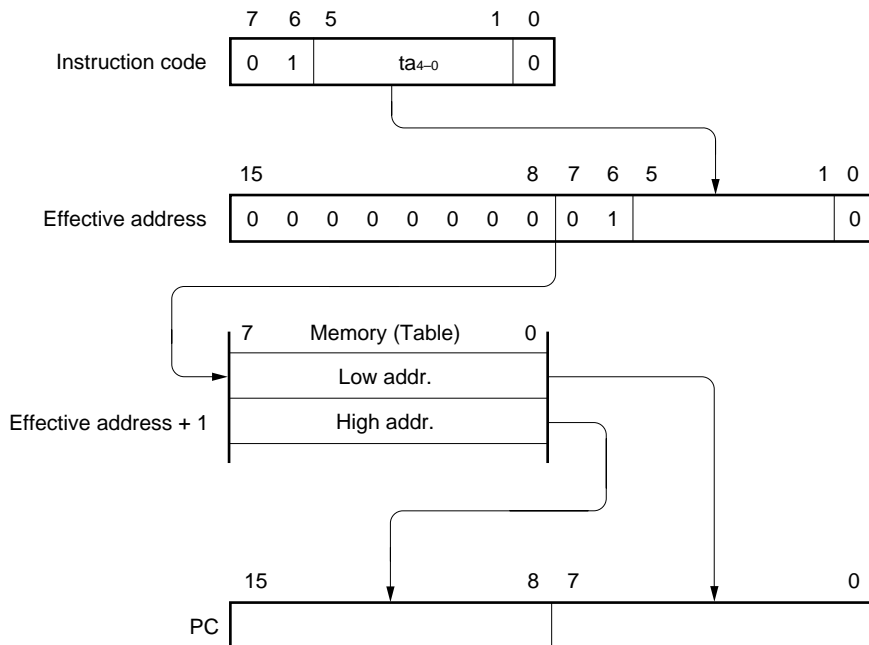 7 6 5 1 0
Instruction code 0 1 ta4–0 0
15 8 7 6 5 1 0
Effective address 0 0 0 0 0 0 0 0 0 1 0
7 Memory (Table) 0
Low addr.
Effective address + 1 High addr.
15 8 7 0
PC